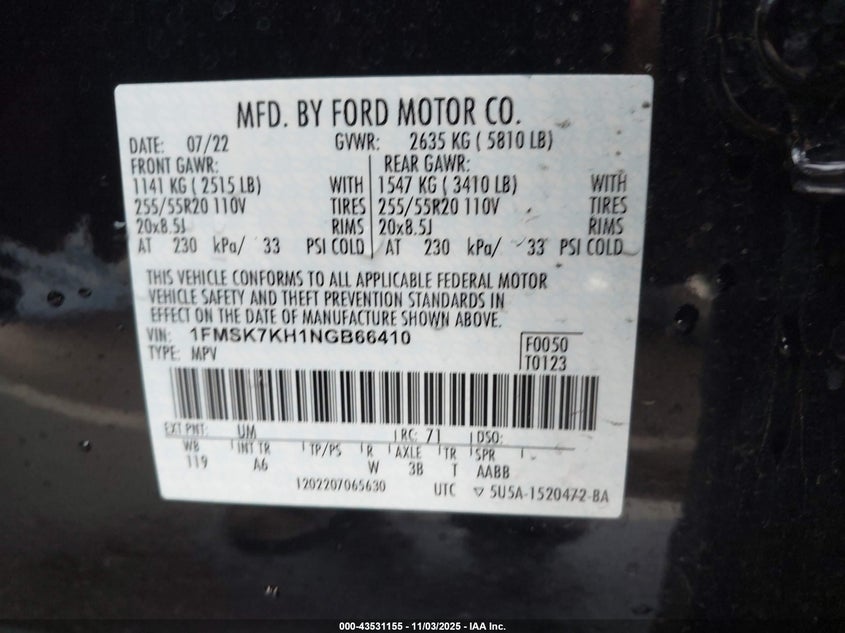 MFD. BY FORD MOTOR CO.
DATE: 07/22 GVWR: 2635 KG ( 5810 LB)
FRONT GAWR: REAR GAWR:
1141 KG ( 2515 LB) WITH 1547 KG ( 3410 LB) WITH
255/55R20 110V TIRES 255/55R20 110V TIRES
20x8.5J RIMS 20x8.5J RIMS
AT 230 kPa/ 33 PSI COLD AT 230 kPa/ 33 PSI COLD
THIS VEHICLE CONFORMS TO ALL APPLICABLE FEDERAL MOTOR
VEHICLE SAFETY AND THEFT PREVENTION STANDARDS IN
EFFECT ON THE DATE OF MANUFACTURE SHOWN ABOVE.
VIN: 1FMSK7KH1NGB66410 F0050
TYPE: MPV T0123
EXT PNT: UM RC: 71 DSO:
WB INT TR TP/PS R AXLE TR SPR
119 A6 W 3B T AABB
1202207065630 UTC ▽ 5U5A-1520472-BA
000-43531155 - 11/03/2025 - IAA Inc.